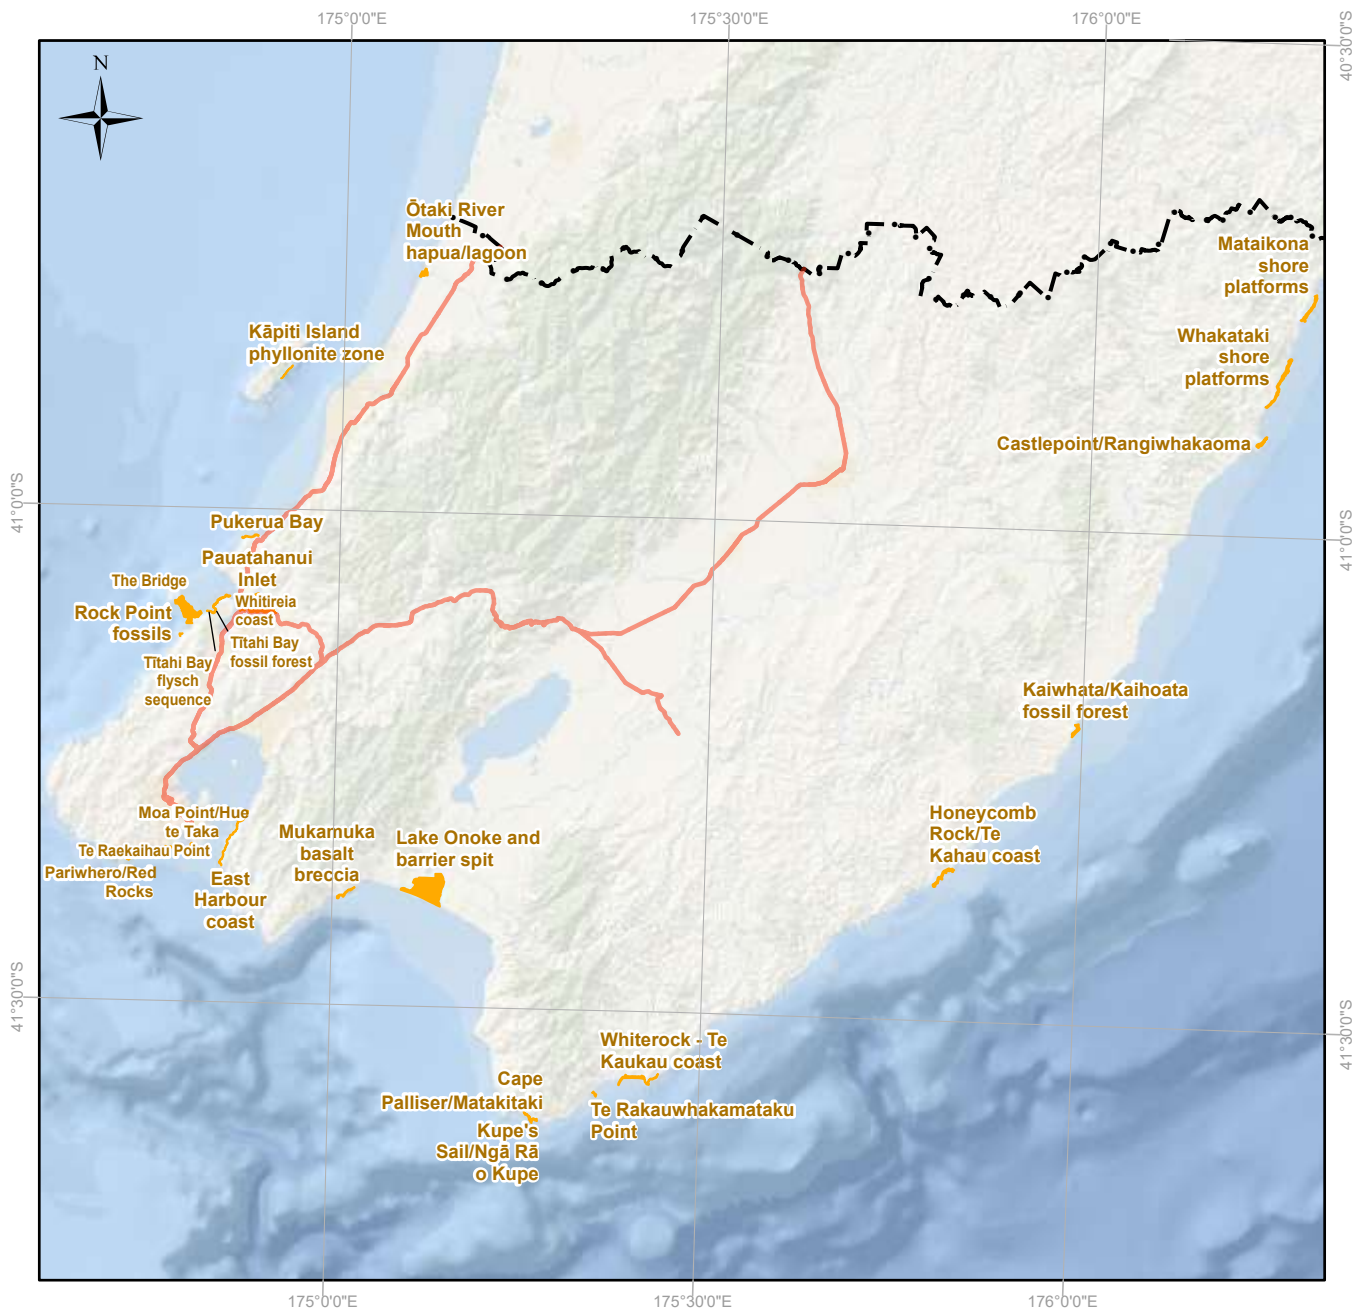 175°0'0"E
175°30'0"E
176°0'0"E
40°30'0"S
N
Ōtaki River
Mouth
hapua/lagoon
Mataikona
shore
platforms
Kāpiti Island
phyllonite zone
Whakataki
shore
platforms
Castlepoint/Rangiwhakaoma
41°0'0"S
41°0'0"S
Pukerua Bay
Pauatahanui
Inlet
The Bridge
Whitireia
coast
Rock Point
fossils
Tītahi Bay
fossil forest
Tītahi Bay
flysch
sequence
Kaiwhata/Kaihoata
fossil forest
Moa Point/Hue
te Taka
Te Raekaihau Point
Pariwhero/Red
Rocks
East
Harbour
coast
Mukamuka
basalt
breccia
Lake Onoke and
barrier spit
Honeycomb
Rock/Te
Kahau coast
41°30'0"S
41°30'0"S
Whiterock - Te
Kaukau coast
Cape
Palliser/Matakitaki
Te Rakauwhakamataku
Point
Kupe's
Sail/Ngā Rā
o Kupe
175°0'0"E
175°30'0"E
176°0'0"E